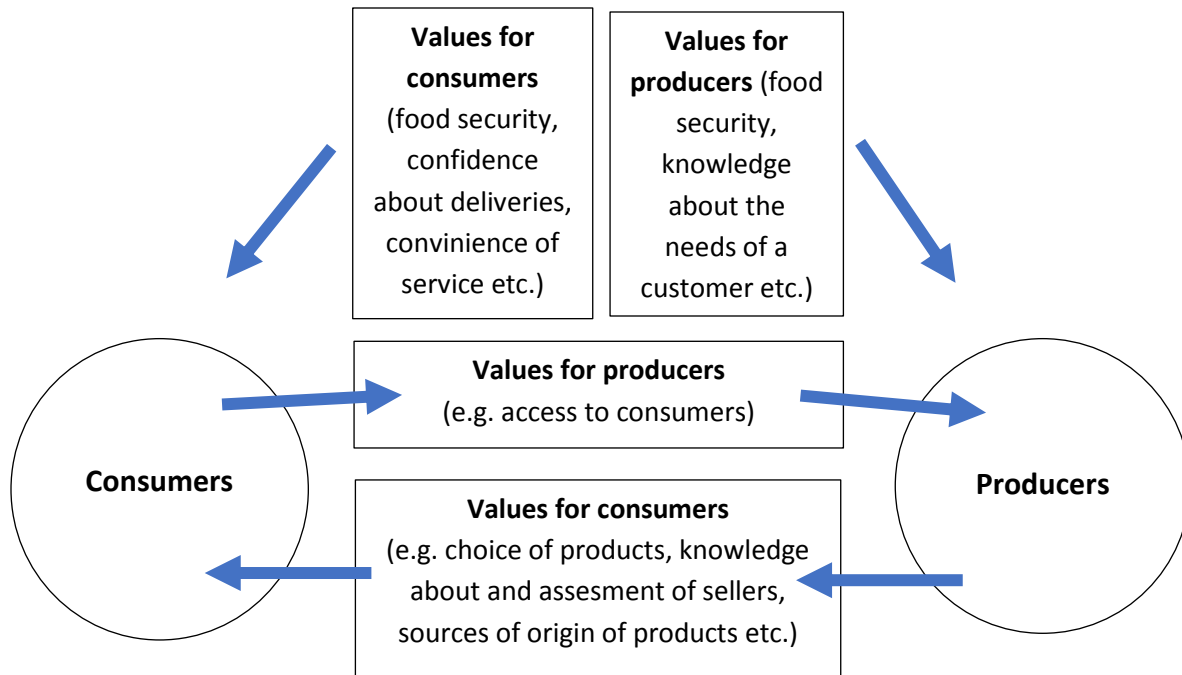 Values for
consumers
(food security,
confidence
about deliveries,
convinience of
service etc.)
Values for
producers (food
security,
knowledge
about the
needs of a
customer etc.)
Values for producers
(e.g. access to consumers)
Consumers
Producers
Values for consumers
(e.g. choice of products, knowledge
about and assesment of sellers,
sources of origin of products etc.)